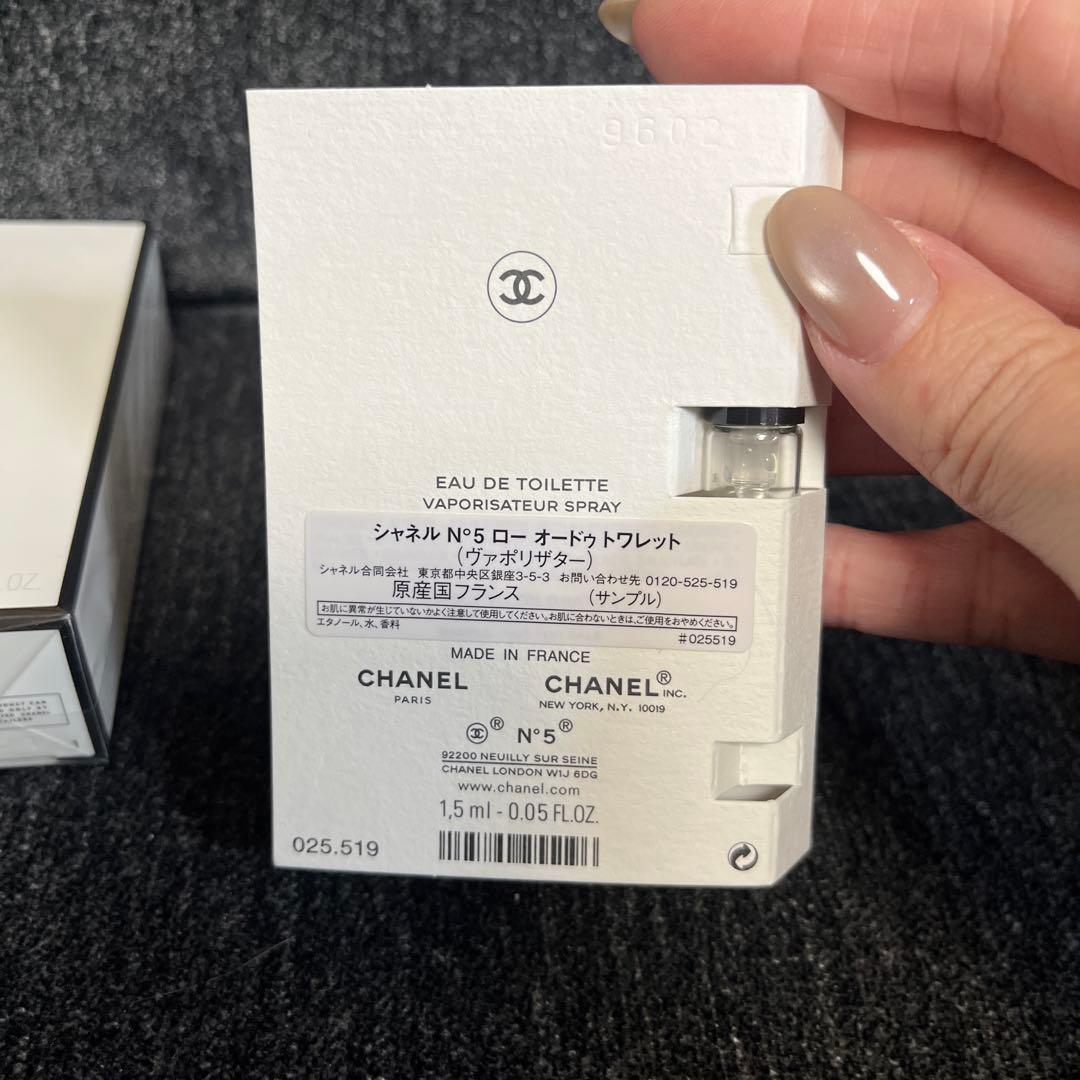 9602
EAU DE TOILETTE
VAPORISATEUR SPRAY
シャネル N°5 ロー オードゥ トワレット
(ヴァポリザター)
シャネル合同会社 東京都中央区銀座3-5-3 お問い合わせ先 0120-525-519
原産国フランス (サンプル)
お肌に異常が生じていないかよく注意して使用してください。お肌に合わないときは、ご使用をおやめください。
エタノール、水、香料
#025519
MADE IN FRANCE
CHANEL
PARIS
CHANEL® INC.
NEW YORK, N.Y. 10019
® N°5®
92200 NEUILLY SUR SEINE
CHANEL LONDON W1J 6DG
www.chanel.com
1,5 ml - 0.05 FL.OZ.
025.519
OZ.